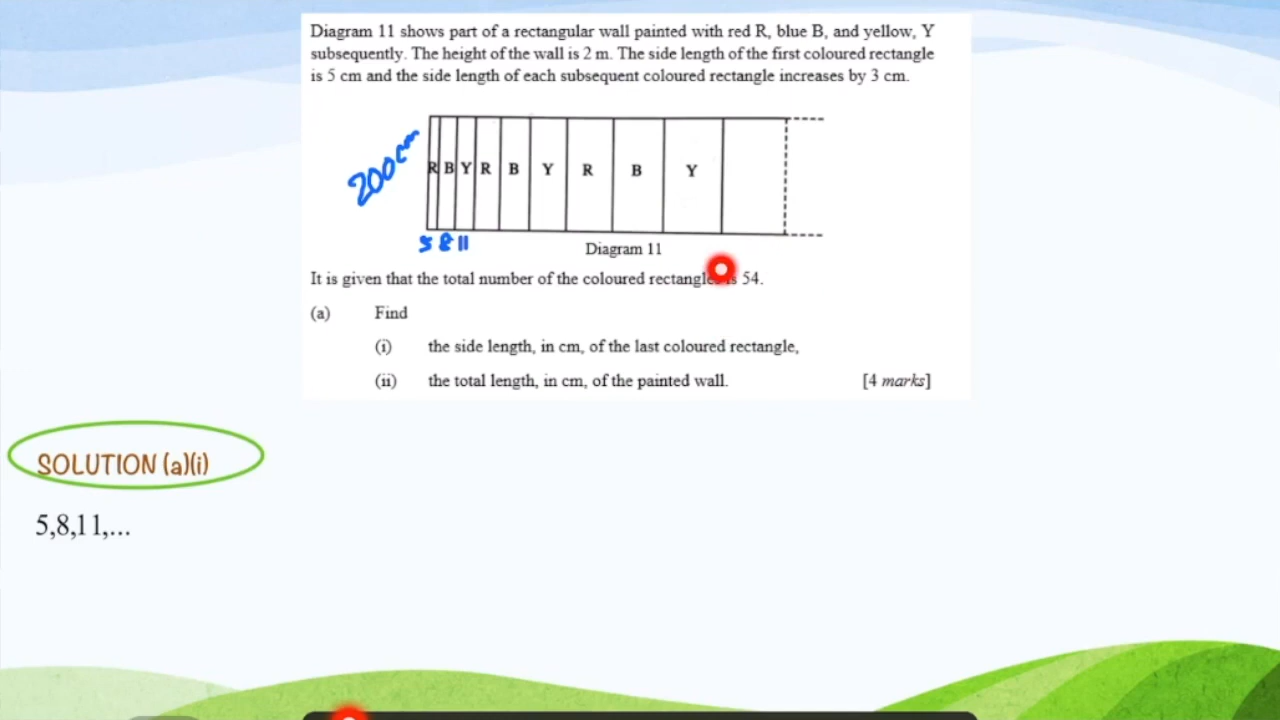 Diagram 11 shows part of a rectangular wall painted with red R, blue B, and yellow, Y
subsequently. The height of the wall is 2 m. The side length of the first coloured rectangle
is 5 cm and the side length of each subsequent coloured rectangle increases by 3 cm.
200cm
R B Y R B Y R B Y
5 8 11
Diagram 11
It is given that the total number of the coloured rectangles is 54.
(a) Find
(i) the side length, in cm, of the last coloured rectangle,
(ii) the total length, in cm, of the painted wall. [4 marks]
SOLUTION (a)(i)
5,8,11,...